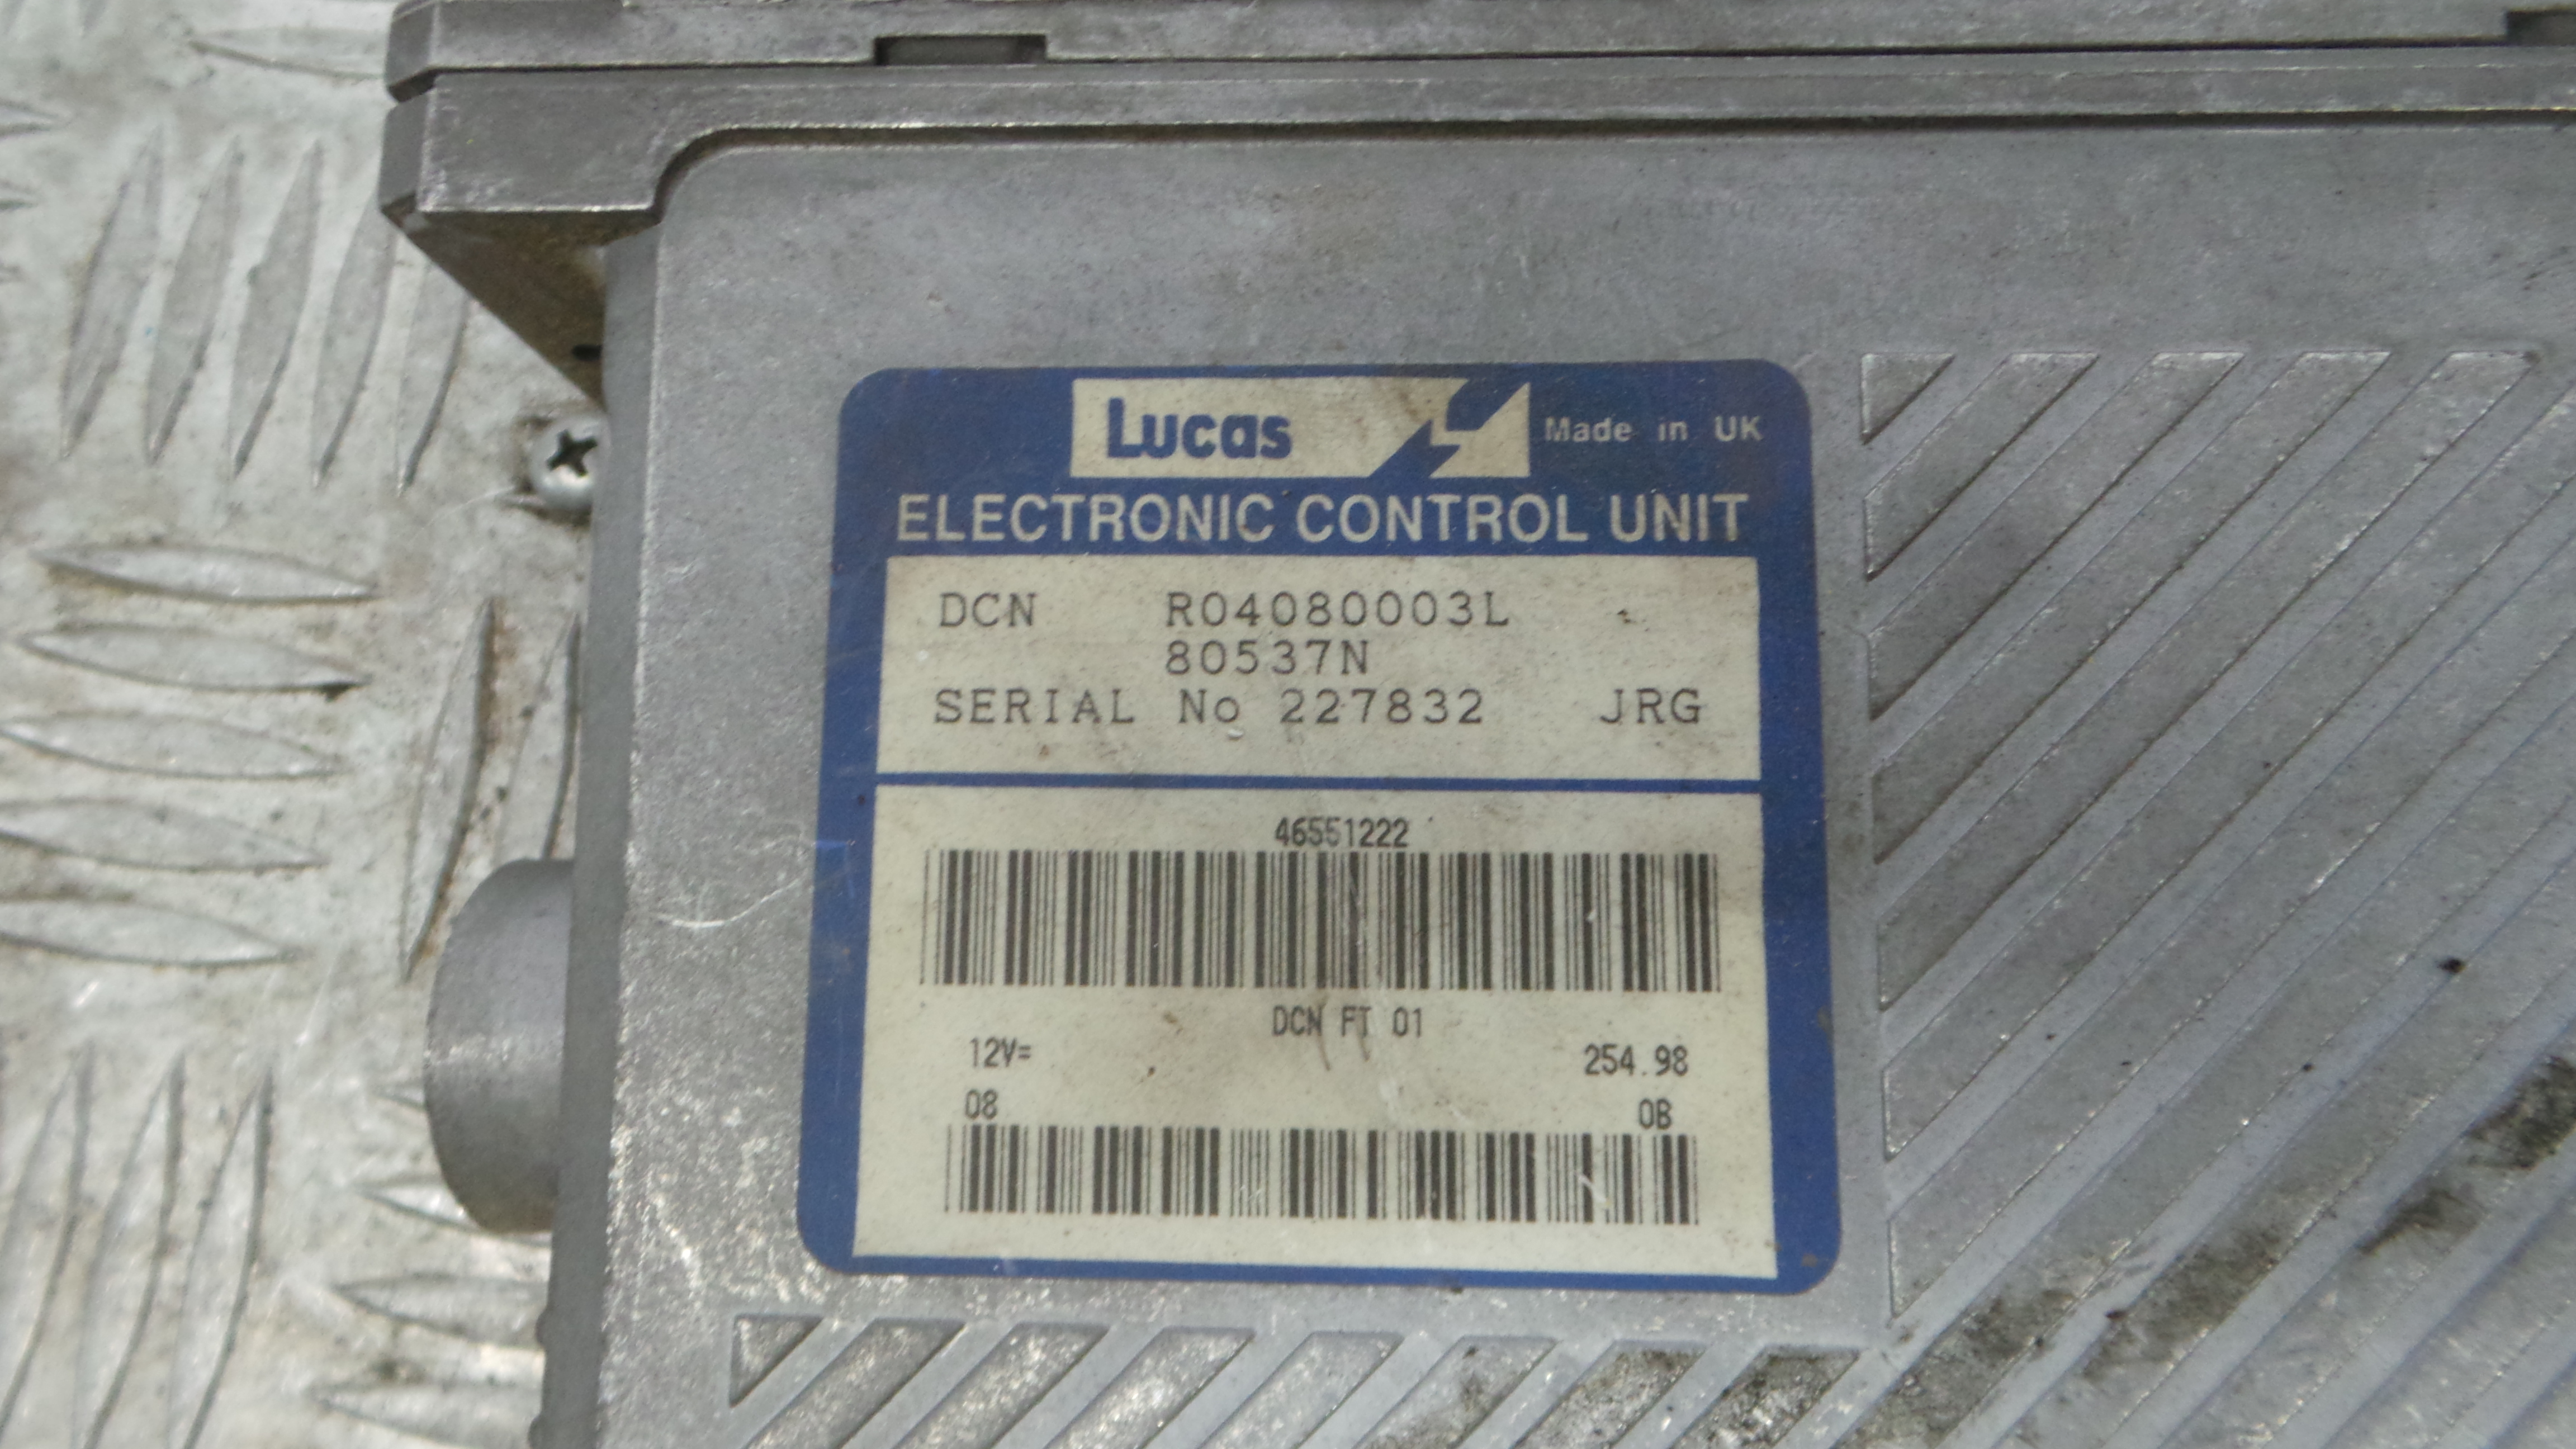 Lucas Made in UK
ELECTRONIC CONTROL UNIT
DCN R04080003L
80537N
SERIAL No 227832 JRG
46551222
DCN FT 01
12V= 254.98
08 0B